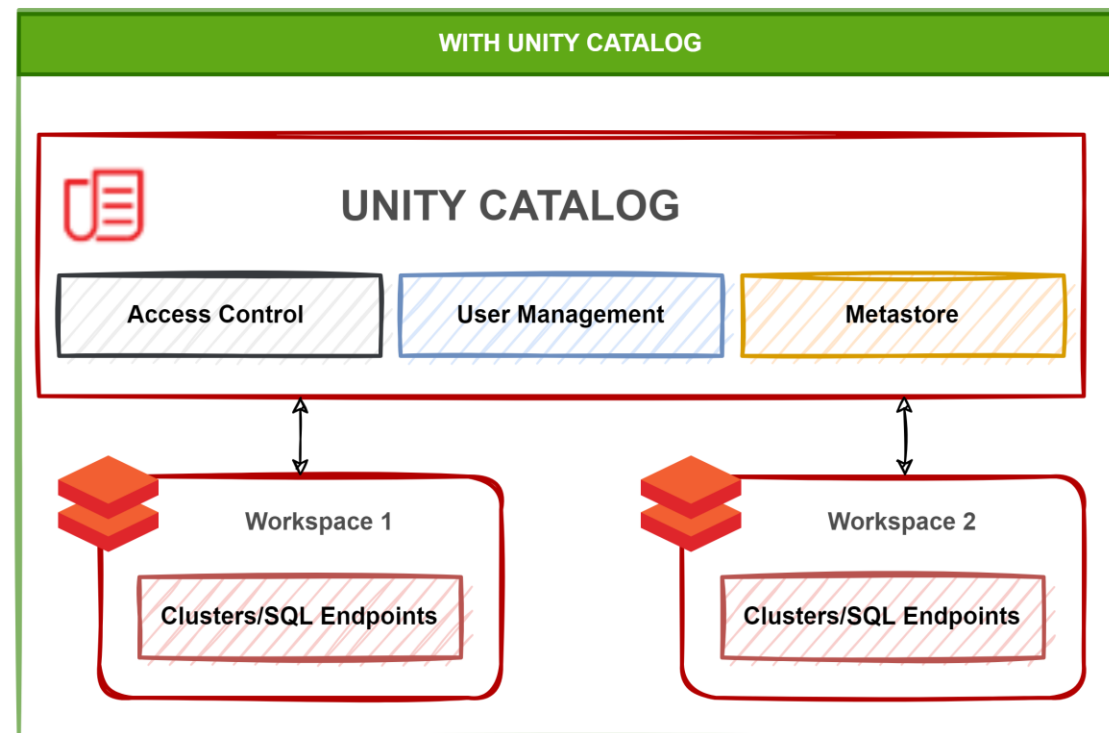 WITH UNITY CATALOG
UNITY CATALOG
Access Control
User Management
Metastore
Workspace 1
Workspace 2
Clusters/SQL Endpoints
Clusters/SQL Endpoints